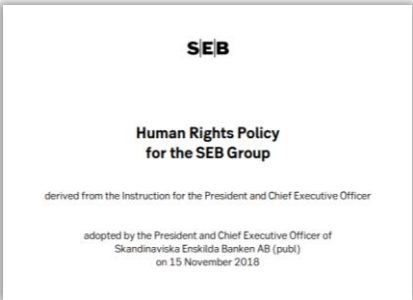 SEB
Human Rights Policy
for the SEB Group
derived from the Instruction for the President and Chief Executive Officer
adopted by the President and Chief Executive Officer of
Skandinaviska Enskilda Banken AB (publ)
on 15 November 2018